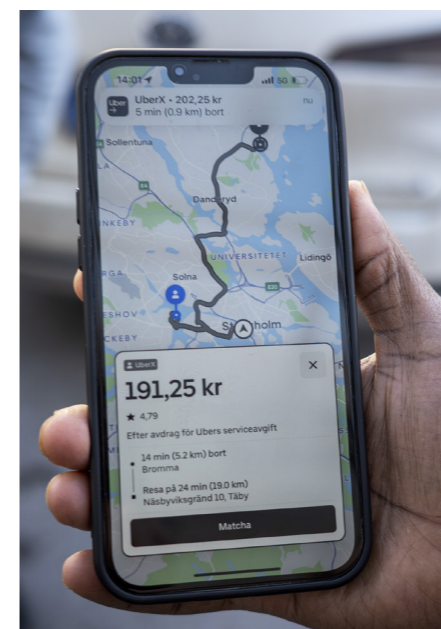 14:01
5G
Uber
UberX • 202,25 kr
nu
5 min (0.9 km) bort
Sollentuna
E4
Danderyd
UNIVERSITETET
Lidingö
Solna
E20
UberX
191,25 kr
★ 4,79
Efter avdrag för Ubers serviceavgift
14 min (5.2 km) bort
Bromma
Resa på 24 min (19.0 km)
Näsbyviksgränd 10, Täby
Matcha